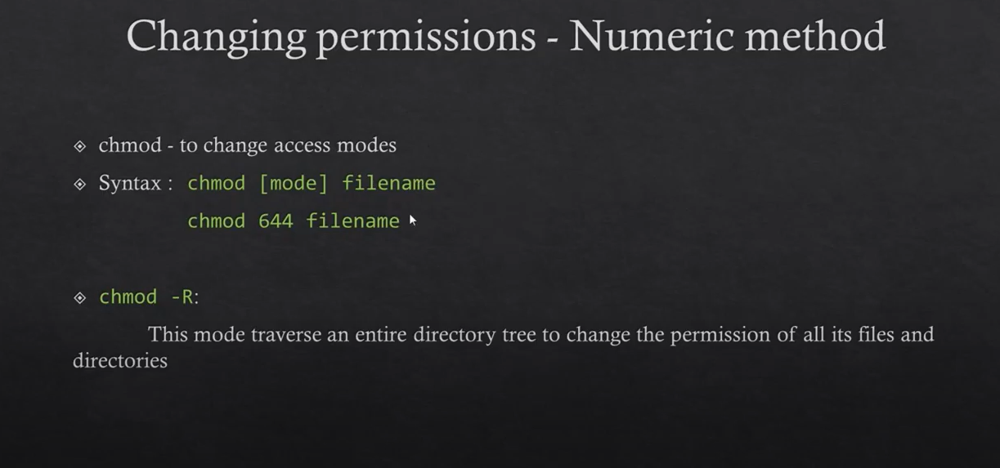 Changing permissions - Numeric method
chmod - to change access modes
Syntax : chmod [mode] filename
chmod 644 filename
chmod -R:
This mode traverse an entire directory tree to change the permission of all its files and
directories